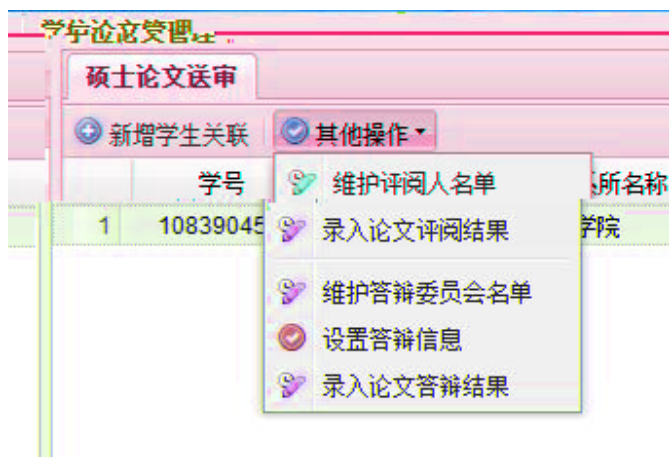 硕士论文送审
新增学生关联 其他操作
学号 维护评阅人名单 所名称
1 10839045 录入论文评阅结果 学院
维护答辩委员会名单
设置答辩信息
录入论文答辩结果